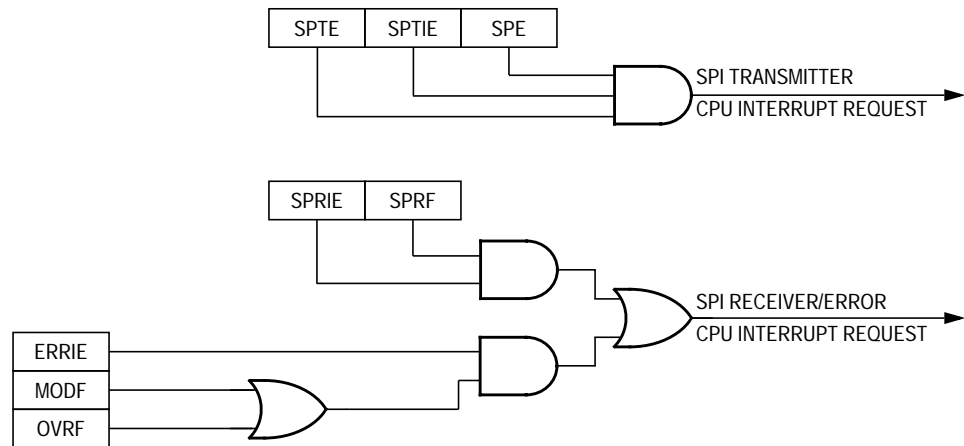 SPTE SPTIE SPE
SPI TRANSMITTER
CPU INTERRUPT REQUEST
SPRIE SPRF
SPI RECEIVER/ERROR
CPU INTERRUPT REQUEST
ERRIE
MODF
OVRF